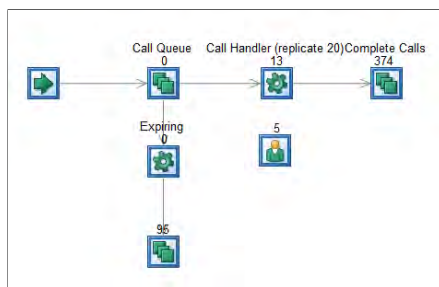 Call Queue
0
Call Handler (replicate 20)
13
Complete Calls
374
Expiring
0
5
95